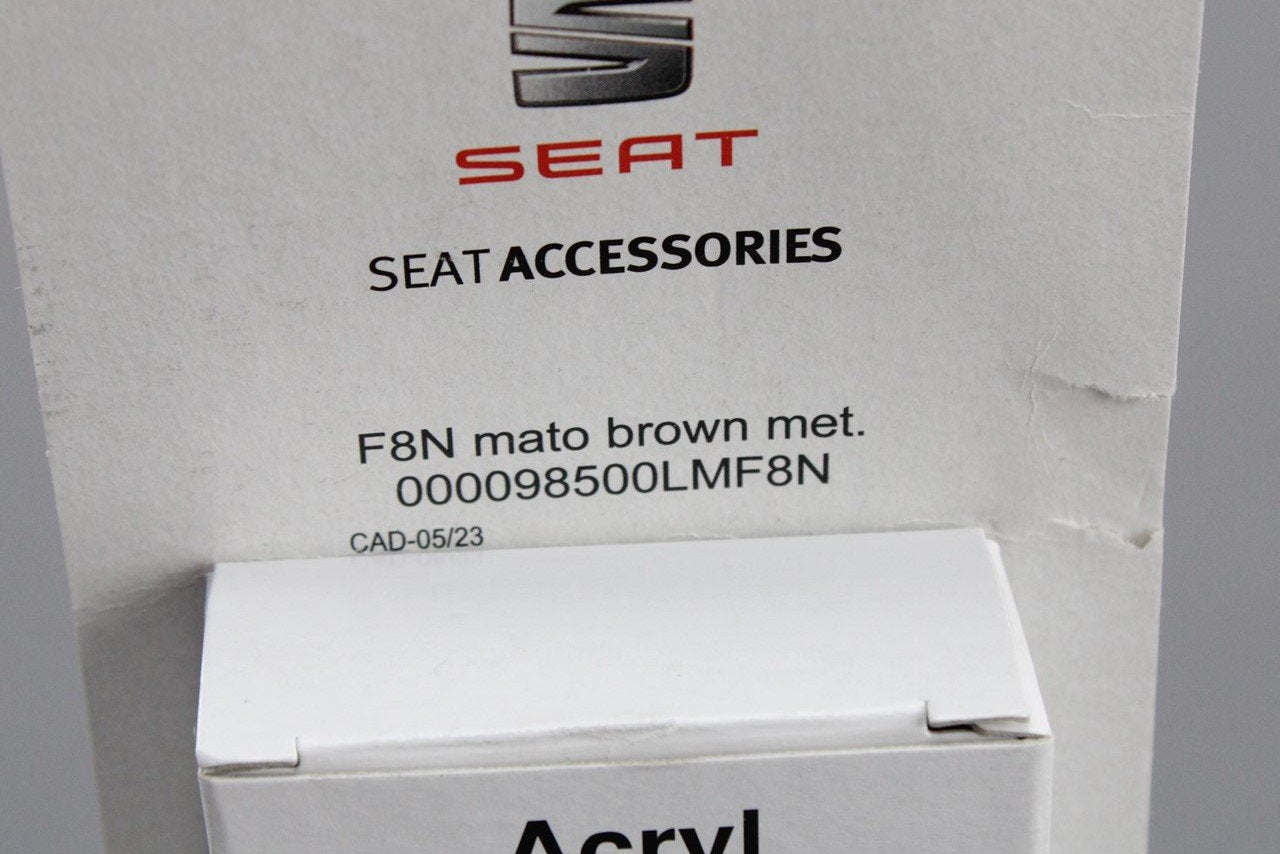 SEAT
SEAT ACCESSORIES
F8N mato brown met.
000098500LMF8N
CAD-05/23
Acryl